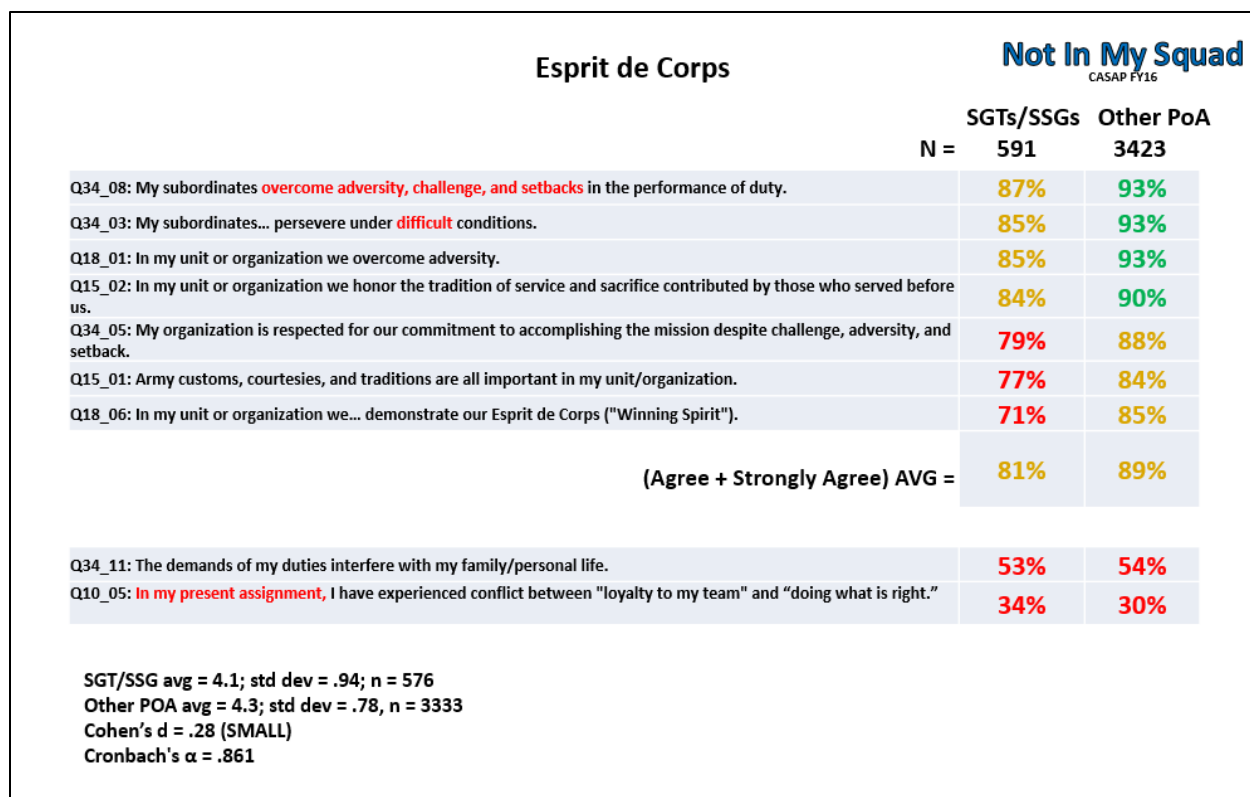 Esprit de Corps
Not In My Squad
CASAP FY16
SGTs/SSGs Other PoA
N = 591 3423
Q34_08: My subordinates overcome adversity, challenge, and setbacks in the performance of duty. 87% 93%
Q34_03: My subordinates… persevere under difficult conditions. 85% 93%
Q18_01: In my unit or organization we overcome adversity. 85% 93%
Q15_02: In my unit or organization we honor the tradition of service and sacrifice contributed by those who served before
us. 84% 90%
Q34_05: My organization is respected for our commitment to accomplishing the mission despite challenge, adversity, and
setback. 79% 88%
Q15_01: Army customs, courtesies, and traditions are all important in my unit/organization. 77% 84%
Q18_06: In my unit or organization we… demonstrate our Esprit de Corps ("Winning Spirit"). 71% 85%
(Agree + Strongly Agree) AVG = 81% 89%
Q34_11: The demands of my duties interfere with my family/personal life. 53% 54%
Q10_05: In my present assignment, I have experienced conflict between "loyalty to my team" and “doing what is right.” 34% 30%
SGT/SSG avg = 4.1; std dev = .94; n = 576
Other POA avg = 4.3; std dev = .78, n = 3333
Cohen’s d = .28 (SMALL)
Cronbach's α = .861